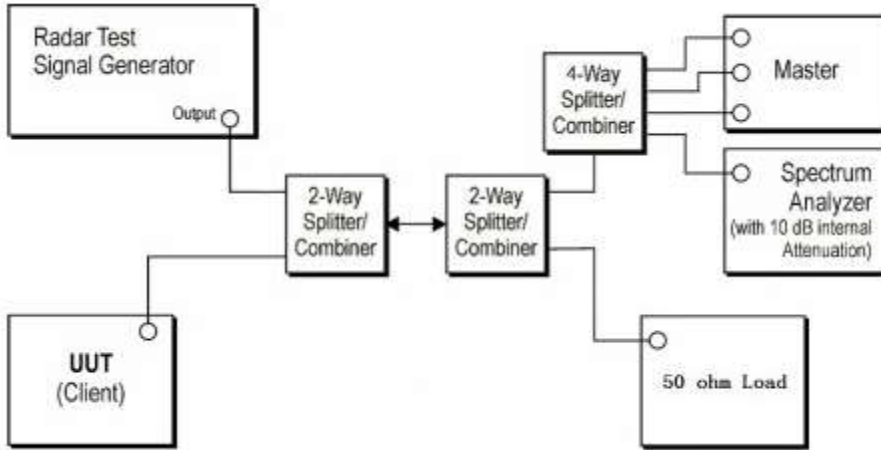 Radar Test
Signal Generator
Output
4-Way
Splitter/
Combiner
Master
Spectrum
Analyzer
(with 10 dB internal
Attenuation)
2-Way
Splitter/
Combiner
2-Way
Splitter/
Combiner
UUT
(Client)
50 ohm Load